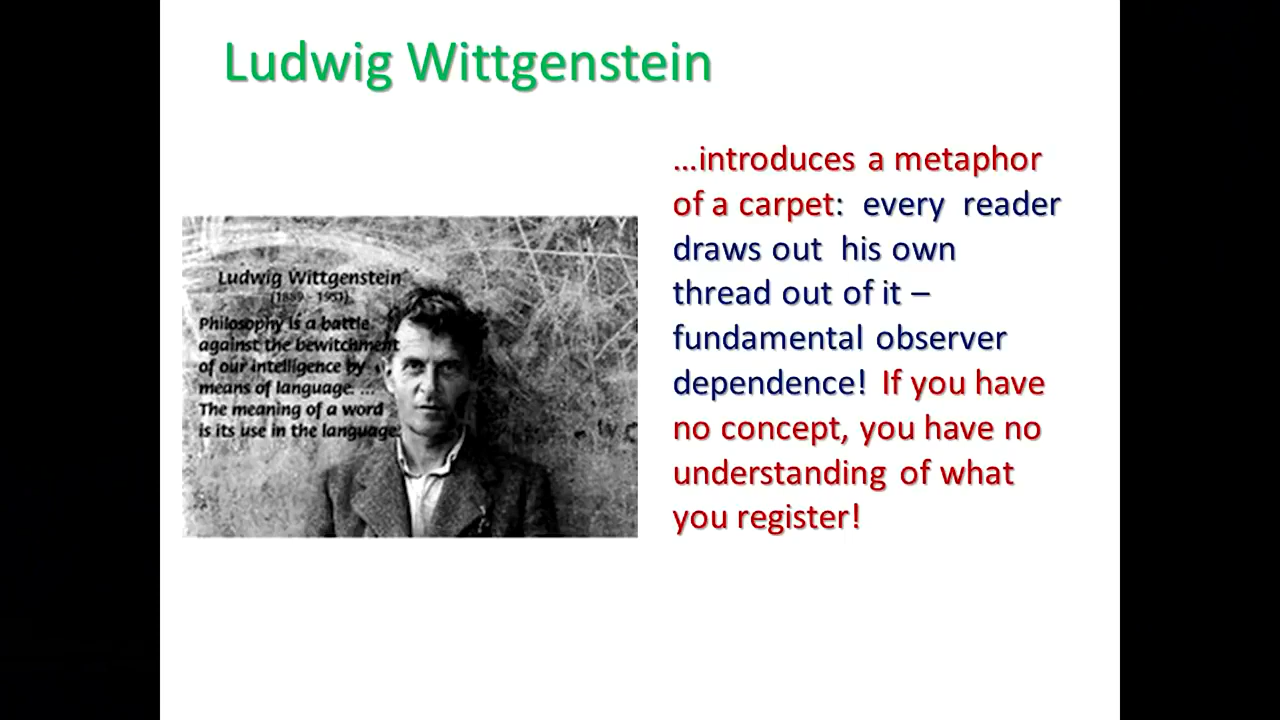 Ludwig Wittgenstein
Ludwig Wittgenstein
(1889 - 1951)
Philosophy is a battle
against the bewitchment
of our intelligence by
means of language. ...
The meaning of a word
is its use in the language.
...introduces a metaphor
of a carpet: every reader
draws out his own
thread out of it –
fundamental observer
dependence! If you have
no concept, you have no
understanding of what
you register!